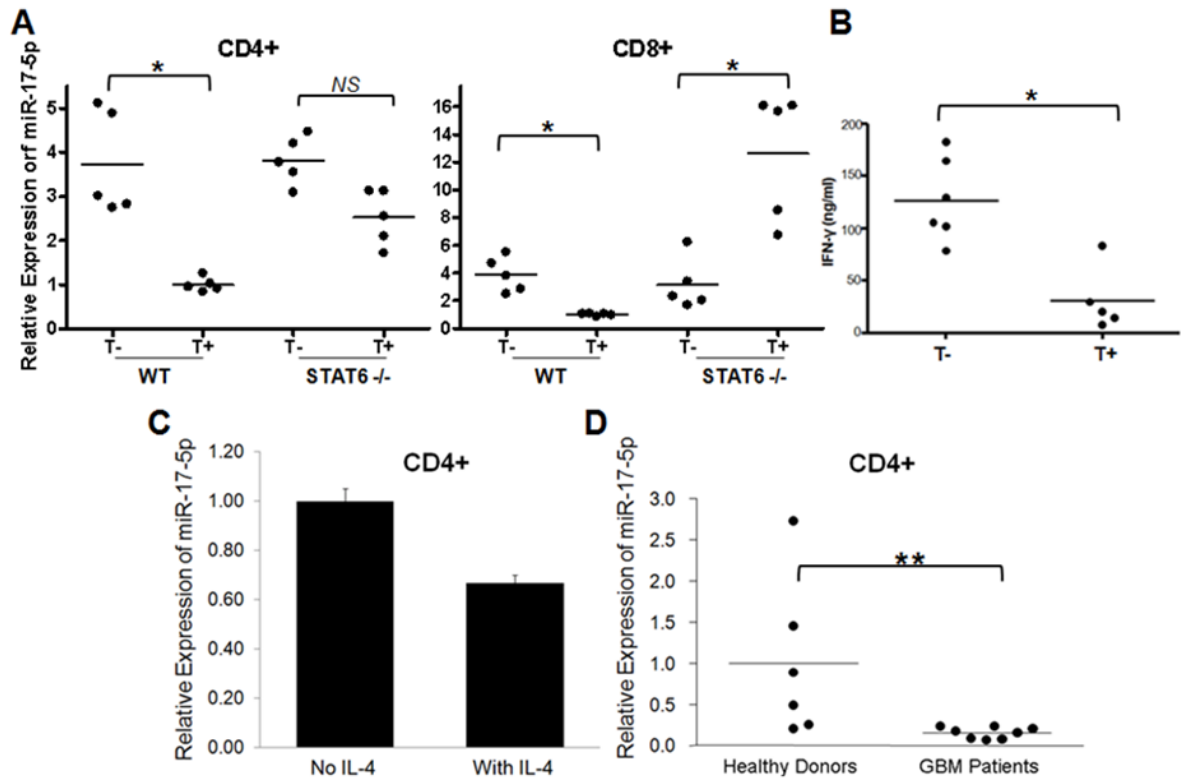 A
CD4+
CD8+
Relative Expression orf miR-17-5p
*
NS
*
*
5
4
3
2
1
0
16
14
12
10
8
6
4
2
0
T-
T+
T-
T+
T-
T+
T-
T+
WT
STAT6 -/-
WT
STAT6 -/-
B
*
IFN-γ (ng/ml)
200
150
100
50
0
T-
T+
C
CD4+
Relative Expression of miR-17-5p
1.20
1.00
0.80
0.60
0.40
0.20
0.00
No IL-4
With IL-4
D
CD4+
Relative Expression of miR-17-5p
**
3.0
2.5
2.0
1.5
1.0
0.5
0.0
Healthy Donors
GBM Patients